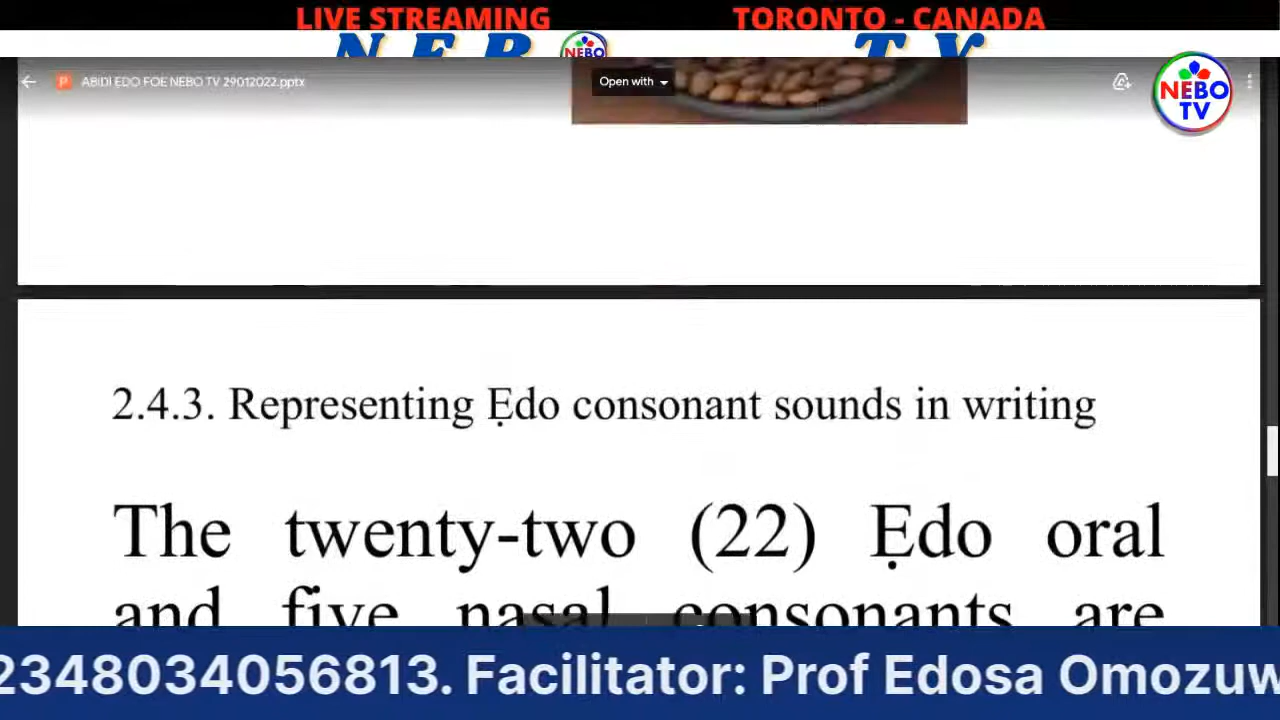 LIVE STREAMING TORONTO - CANADA
NEBO
ABIDI EDO FOE NEBO TV 29012022.pptx
Open with
NEBO
TV
2.4.3. Representing Ẹdo consonant sounds in writing
The twenty-two (22) Ẹdo oral
and five nasal consonants are
2348034056813. Facilitator: Prof Edosa Omozuw